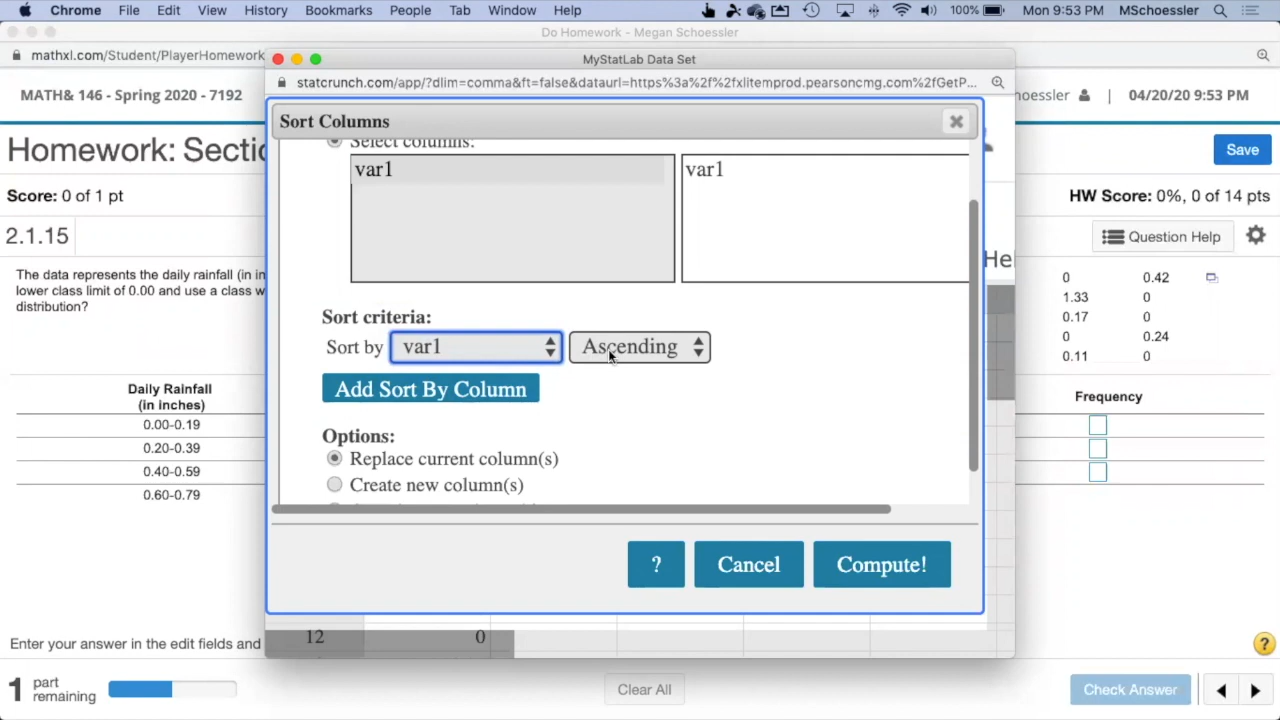 Chrome File Edit View History Bookmarks People Tab Window Help 100% Mon 9:53 PM MSchoessler
Do Homework - Megan Schoessler
mathxl.com/Student/PlayerHomework
MyStatLab Data Set
statcrunch.com/app/?dlim=comma&ft=false&dataurl=https%3a%2f%2fxlitemprod.pearsoncmg.com%2fGetP...
MATH& 146 - Spring 2020 - 7192
hoessler | 04/20/20 9:53 PM
Sort Columns
Homework: Sectio
Save
Select columns:
var1 var1
Score: 0 of 1 pt
HW Score: 0%, 0 of 14 pts
2.1.15
Question Help
The data represents the daily rainfall (in in
lower class limit of 0.00 and use a class w
distribution?
Hel
0 0.42
1.33 0
0.17 0
0 0.24
0.11 0
Sort criteria:
Sort by var1 Ascending
Add Sort By Column
Options:
Replace current column(s)
Create new column(s)
Daily Rainfall
(in inches)
Frequency
0.00-0.19
0.20-0.39
0.40-0.59
0.60-0.79
? Cancel Compute!
12 0
Enter your answer in the edit fields and
?
1 part
remaining
Clear All
Check Answer